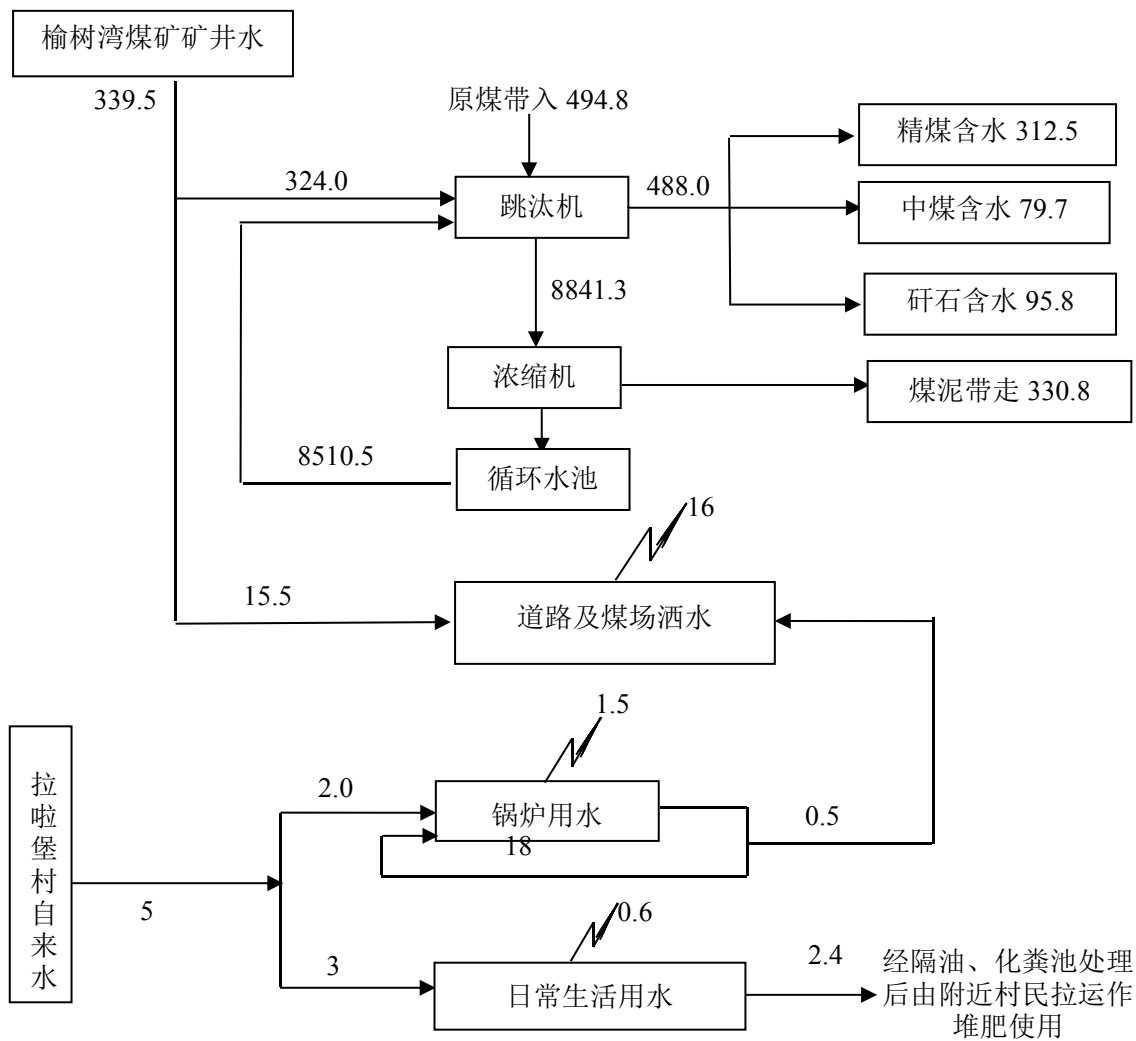 榆树湾煤矿矿井水
339.5
原煤带入 494.8
精煤含水 312.5
324.0
跳汰机
488.0
中煤含水 79.7
8841.3
矸石含水 95.8
浓缩机
煤泥带走 330.8
8510.5
循环水池
16
15.5
道路及煤场洒水
1.5
拉啦堡村自来水
2.0
锅炉用水
0.5
18
5
0.6
3
日常生活用水
2.4
经隔油、化粪池处理
后由附近村民拉运作
堆肥使用